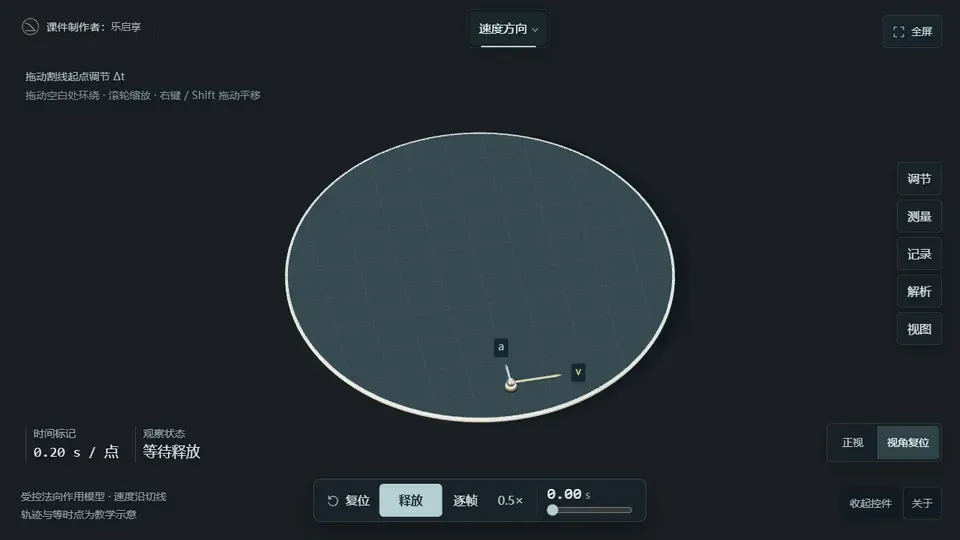 课件制作者：乐启享
速度方向
全屏
拖动割线起点调节 Δt
拖动空白处环绕 · 滚轮缩放 · 右键 / Shift 拖动平移
调节
测量
记录
解析
视图
a
v
时间标记
0.20 s / 点
观察状态
等待释放
正视
视角复位
受控法向作用模型 · 速度沿切线
轨迹与等时点为教学示意
复位
释放
逐帧
0.5×
0.00 s
收起控件
关于